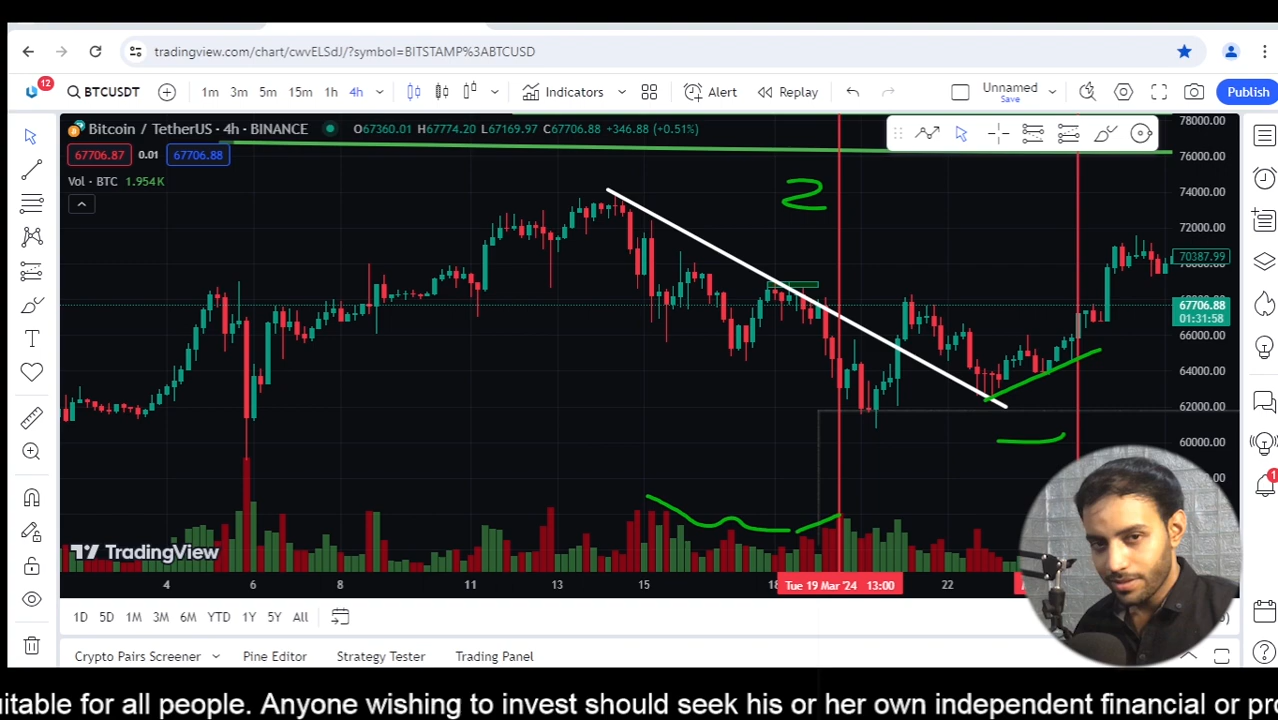 tradingview.com/chart/cwvELSdJ/?symbol=BITSTAMP%3ABTCUSD
12
BTCUSDT
1m 3m 5m 15m 1h 4h
Indicators
Alert
Replay
Unnamed
Save
Publish
Bitcoin / TetherUS · 4h · BINANCE
O67360.01 H67774.20 L67169.97 C67706.88 +346.88 (+0.51%)
67706.87 0.01 67706.88
Vol · BTC 1.954K
2
78000.00
76000.00
74000.00
72000.00
70387.99
67706.88
01:31:58
66000.00
64000.00
62000.00
60000.00
TradingView
4 6 8 11 13 15 18 Tue 19 Mar '24 13:00 22
1D 5D 1M 3M 6M YTD 1Y 5Y All
Crypto Pairs Screener Pine Editor Strategy Tester Trading Panel
1
uitable for all people. Anyone wishing to invest should seek his or her own independent financial or pro